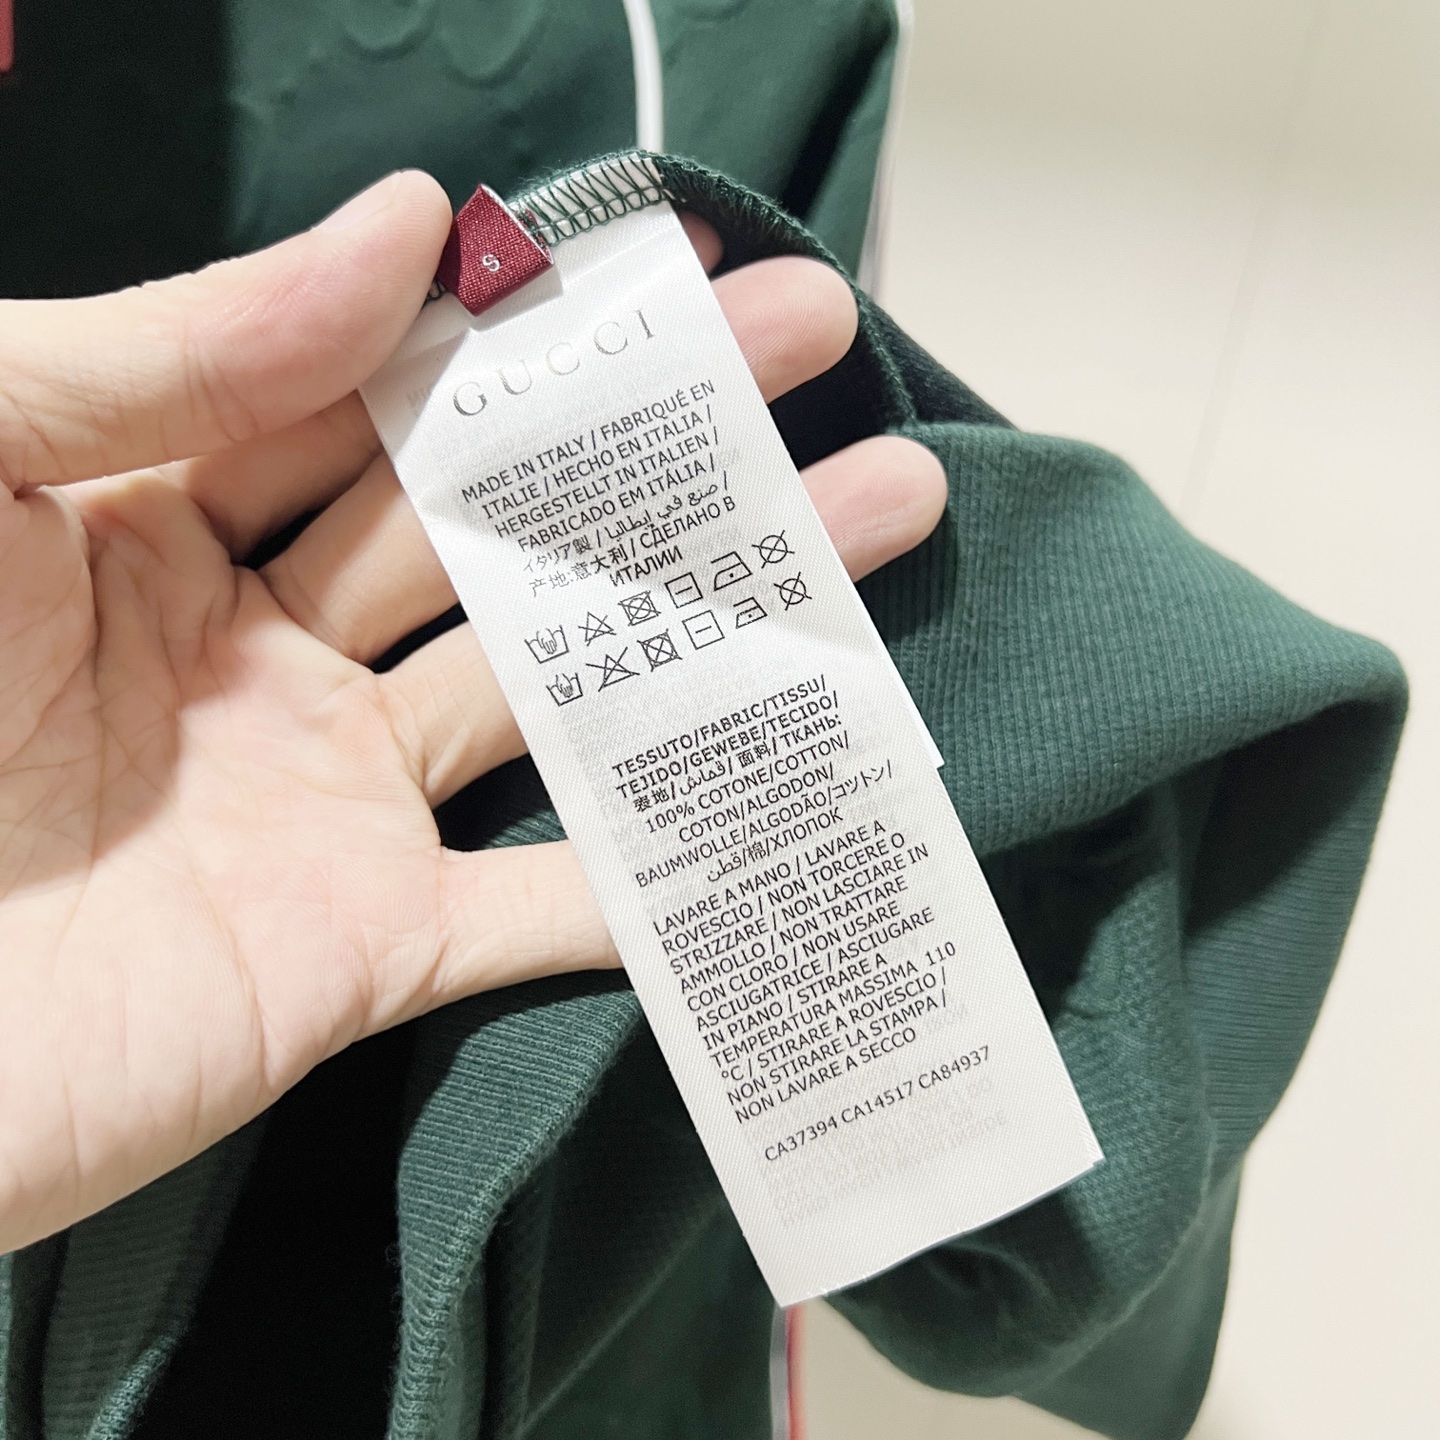 S
GUCCI
MADE IN ITALY / FABRIQUÉ EN
ITALIE / HECHO EN ITALIA /
HERGESTELLT IN ITALIEN /
FABRICADO EM ITÁLIA /
イタリア製 / صنع في إيطاليا /
产地:意大利 / СДЕЛАНО В
ИТАЛИИ
TESSUTO/FABRIC/TISSU/
TEJIDO/GEWEBE/TECIDO/
表地/قماش/ 面料/ ТКАНЬ:
100% COTONE/COTTON/
COTON/ALGODON/
BAUMWOLLE/ALGODÃO/コットン/
قطن/棉/ХЛОПОК
LAVARE A MANO / LAVARE A
ROVESCIO / NON TORCERE O
STRIZZARE / NON LASCIARE IN
AMMOLLO / NON TRATTARE
CON CLORO / NON USARE
ASCIUGATRICE / ASCIUGARE
IN PIANO / STIRARE A
TEMPERATURA MASSIMA 110
°C / STIRARE A ROVESCIO /
NON STIRARE LA STAMPA /
NON LAVARE A SECCO
CA37394 CA14517 CA84937